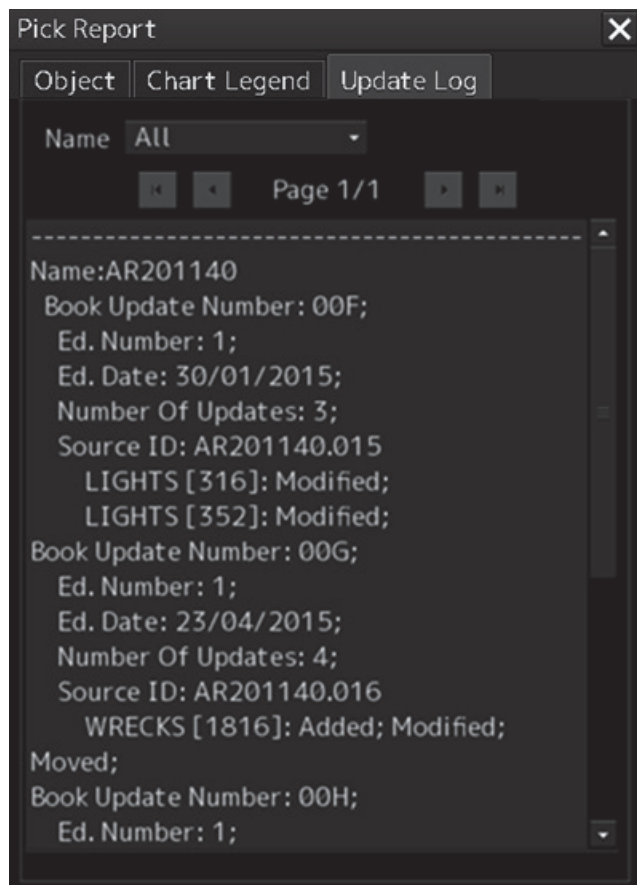 Pick Report
Object Chart Legend Update Log
Name All
Page 1/1
Name:AR201140
Book Update Number: 00F;
Ed. Number: 1;
Ed. Date: 30/01/2015;
Number Of Updates: 3;
Source ID: AR201140.015
LIGHTS [316]: Modified;
LIGHTS [352]: Modified;
Book Update Number: 00G;
Ed. Number: 1;
Ed. Date: 23/04/2015;
Number Of Updates: 4;
Source ID: AR201140.016
WRECKS [1816]: Added; Modified;
Moved;
Book Update Number: 00H;
Ed. Number: 1;